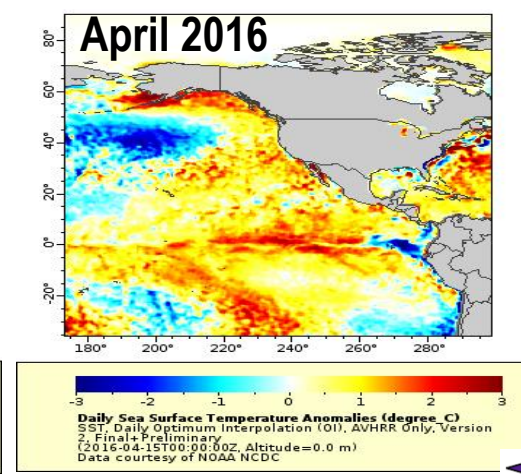 April 2016
80°
60°
40°
20°
0°
-20°
180° 200° 220° 240° 260° 280°
-3 -2 -1 0 1 2 3
Daily Sea Surface Temperature Anomalies (degree_C)
SST, Daily Optimum Interpolation (OI), AVHRR Only, Version
2, Final+Preliminary
(2016-04-15T00:00:00Z, Altitude=0.0 m)
Data courtesy of NOAA NCDC